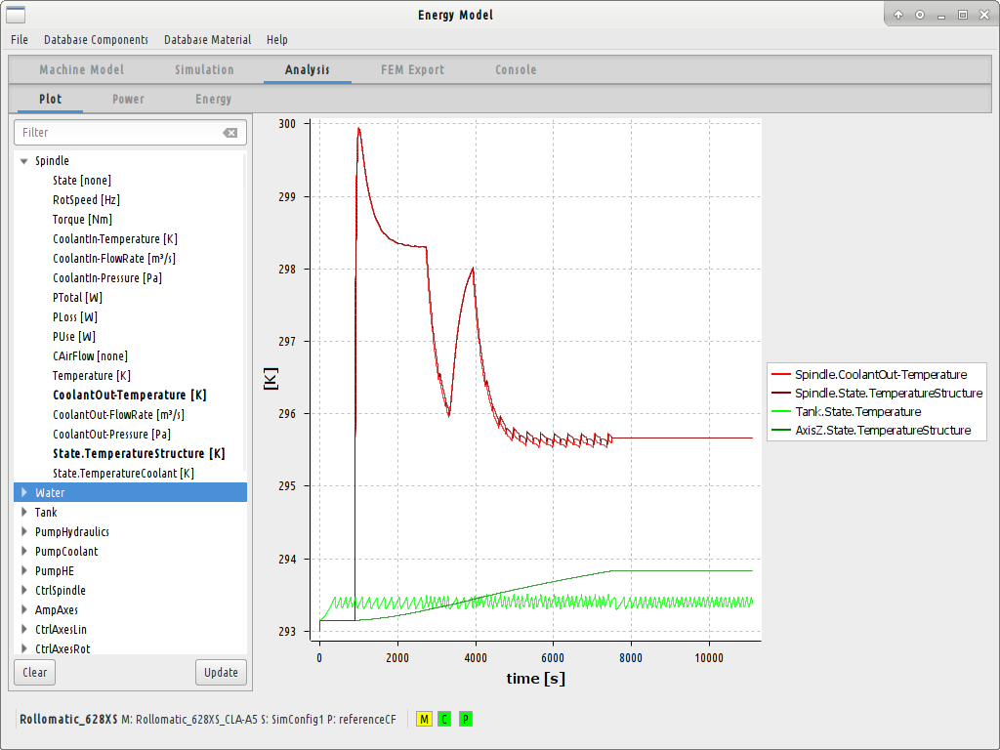 Energy Model
File Database Components Database Material Help
Machine Model Simulation Analysis FEM Export Console
Plot Power Energy
Filter
Spindle
State [none]
RotSpeed [Hz]
Torque [Nm]
CoolantIn-Temperature [K]
CoolantIn-FlowRate [m³/s]
CoolantIn-Pressure [Pa]
PTotal [W]
PLoss [W]
PUse [W]
CAirFlow [none]
Temperature [K]
CoolantOut-Temperature [K]
CoolantOut-FlowRate [m³/s]
CoolantOut-Pressure [Pa]
State.TemperatureStructure [K]
State.TemperatureCoolant [K]
Water
Tank
PumpHydraulics
PumpCoolant
PumpHE
CtrlSpindle
AmpAxes
CtrlAxesLin
CtrlAxesRot
Clear Update
300
299
298
297
296
295
294
293
[K]
0 2000 4000 6000 8000 10000
time [s]
Spindle.CoolantOut-Temperature
Spindle.State.TemperatureStructure
Tank.State.Temperature
AxisZ.State.TemperatureStructure
Rollomatic_628XS M: Rollomatic_628XS_CLA-A5 S: SimConfig1 P: referenceCF M C P